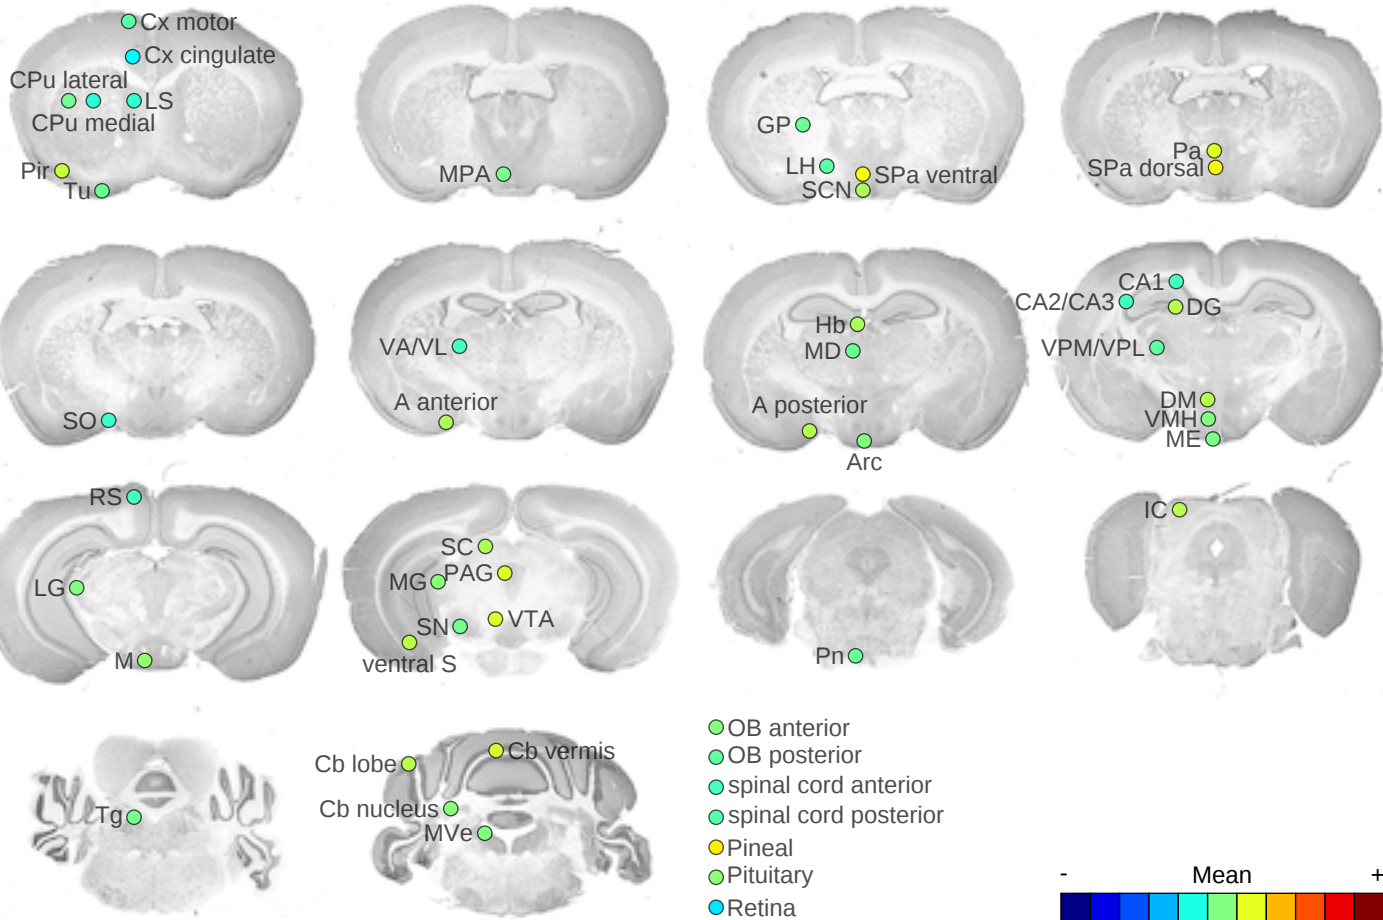 Cx motor
Cx cingulate
CPu lateral
LS
CPu medial
Pir
Tu
MPA
GP
LH
SPa ventral
SCN
Pa
SPa dorsal
SO
VA/VL
A anterior
Hb
MD
A posterior
Arc
CA1
CA2/CA3
DG
VPM/VPL
DM
VMH
ME
RS
LG
M
SC
MG
PAG
SN
VTA
ventral S
Pn
IC
Tg
Cb lobe
Cb vermis
Cb nucleus
MVe
OB anterior
OB posterior
spinal cord anterior
spinal cord posterior
Pineal
Pituitary
Retina
- Mean +